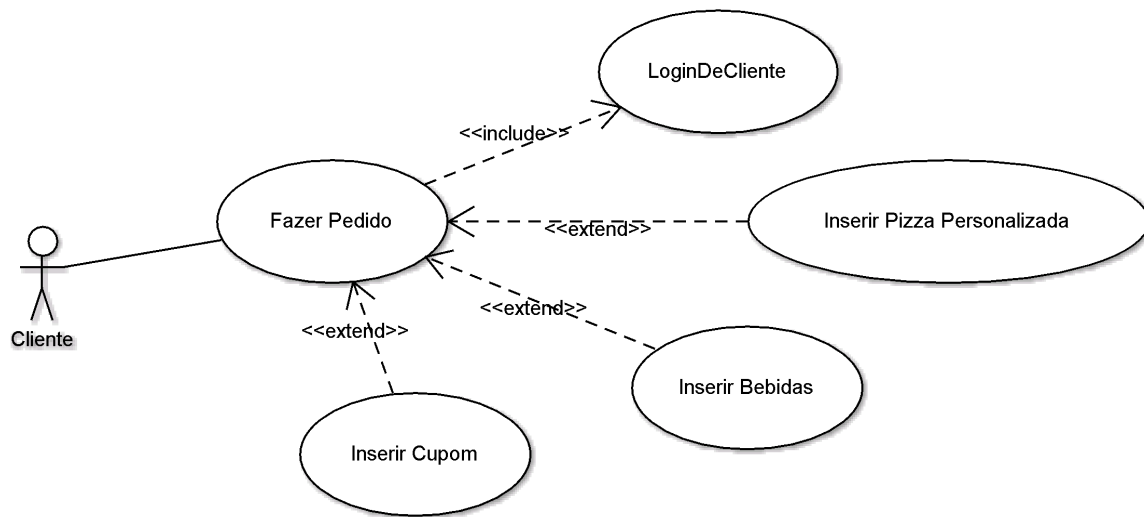 LoginDeCliente
<<include>>
Fazer Pedido
Inserir Pizza Personalizada
<<extend>>
<<extend>>
<<extend>>
Cliente
Inserir Bebidas
Inserir Cupom